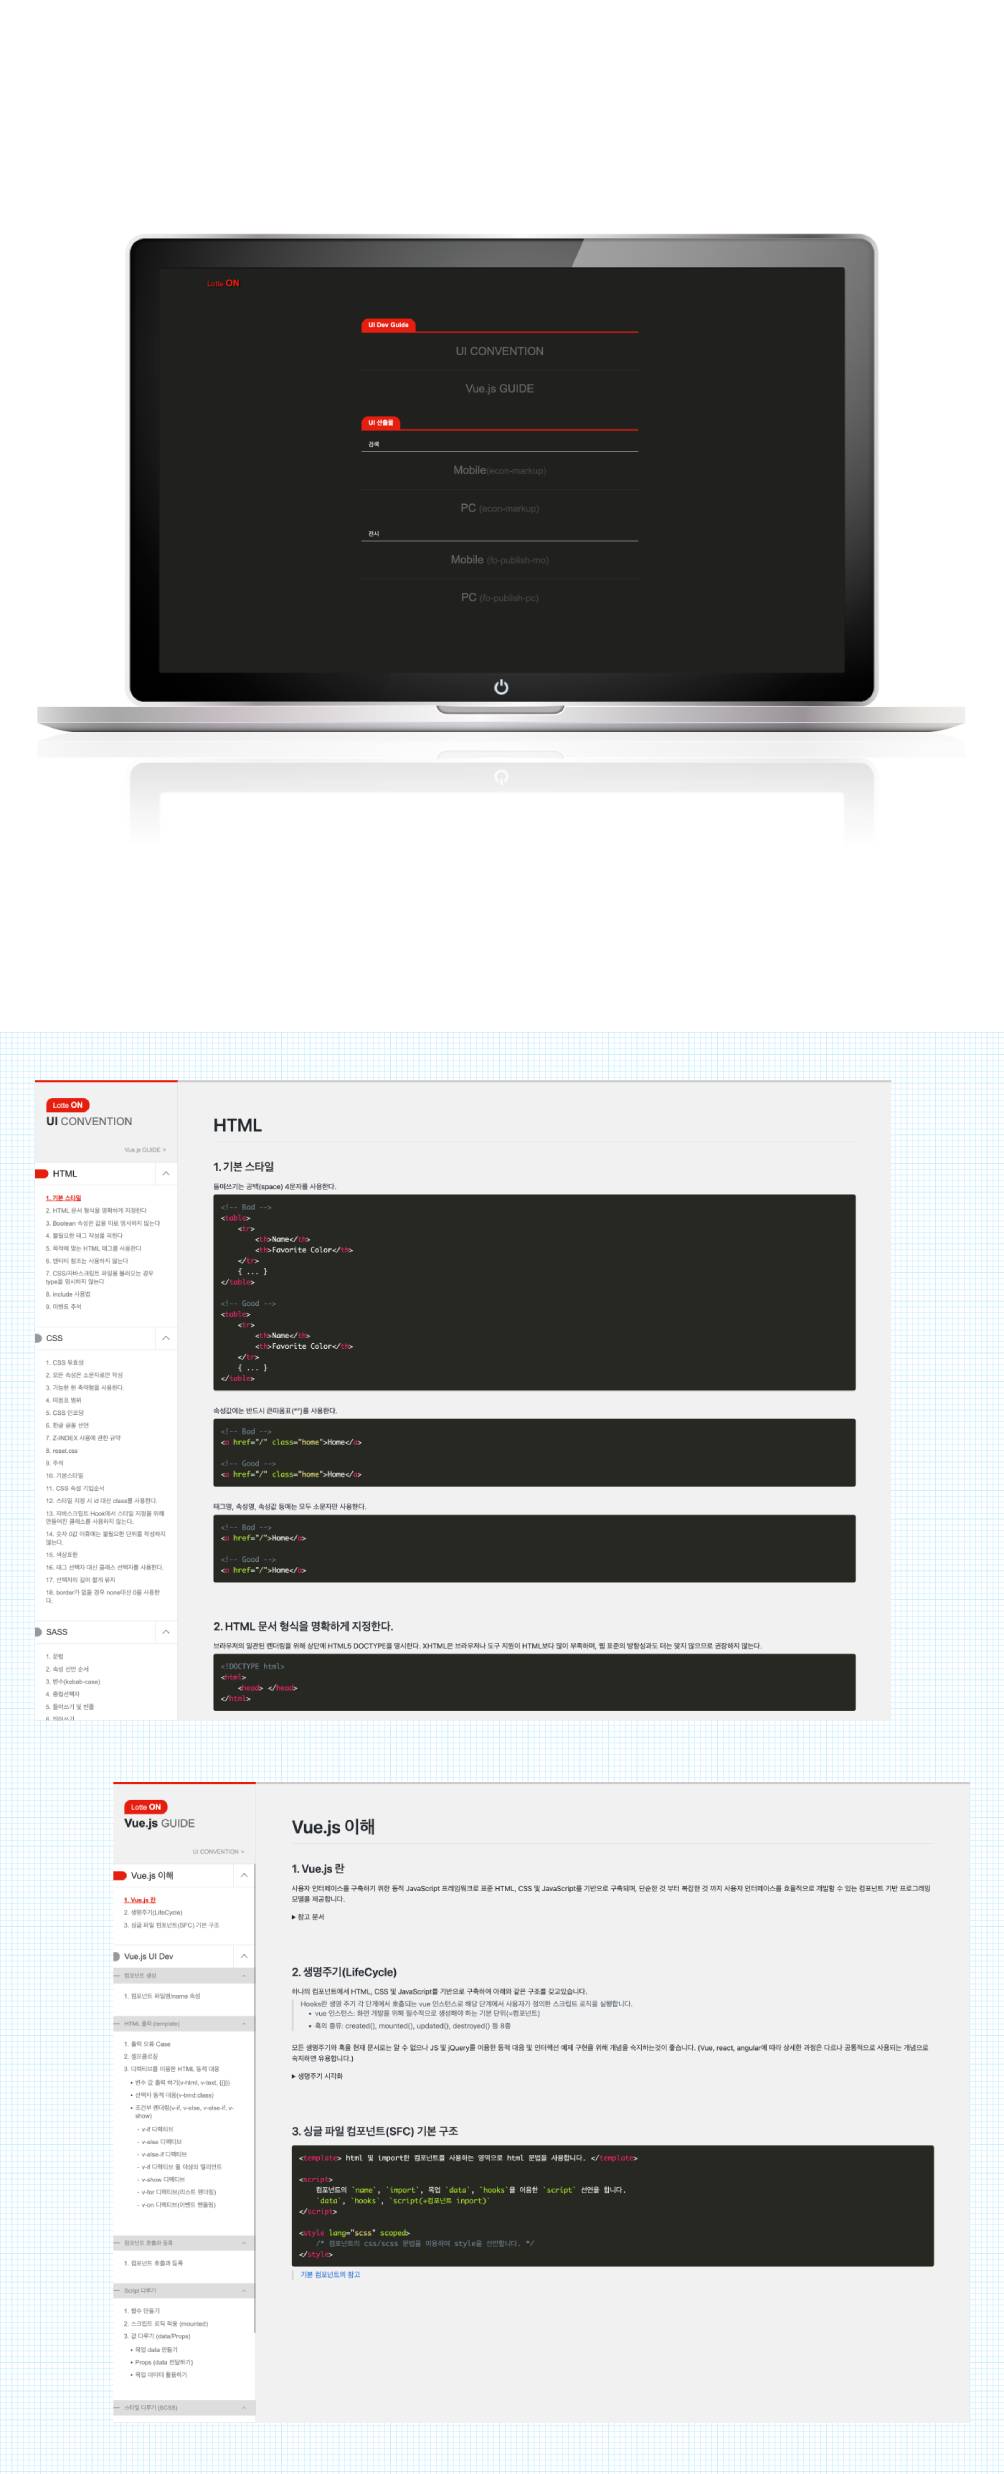 Lotte ON
UI Dev Guide
UI CONVENTION
Vue.js GUIDE
UI 산출물
검색
Mobile(econ-markup)
PC (econ-markup)
전시
Mobile (fo-publish-mo)
PC (fo-publish-pc)
Lotte ON
UI CONVENTION
Vue.js GUIDE >
HTML
1. 기본 스타일
2. HTML 문서 형식을 명확하게 지정한다
3. Boolean 속성은 값을 따로 명시하지 않는다
4. 불필요한 태그 작성을 피한다
5. 목적에 맞는 HTML 태그를 사용한다
6. 엔티티 참조는 사용하지 않는다
7. CSS/자바스크립트 파일을 불러오는 경우
type을 명시하지 않는다
8. include 사용법
9. 이벤트 주석
CSS
1. CSS 유효성
2. 모든 속성은 소문자로만 작성
3. 가능한 한 축약형을 사용한다.
4. 따옴표 범위
5. CSS 인코딩
6. 한글 글꼴 선언
7. Z-INDEX 사용에 관한 규약
8. reset.css
9. 주석
10. 기본스타일
11. CSS 속성 기입순서
12. 스타일 지정 시 id 대신 class를 사용한다.
13. 자바스크립트 Hook에서 스타일 지정을 위해
만들어진 클래스를 사용하지 않는다.
14. 숫자 0값 이후에는 불필요한 단위를 작성하지
않는다.
15. 색상표현
16. 태그 선택자 대신 클래스 선택자를 사용한다.
17. 선택자의 길이 짧게 유지
18. border가 없을 경우 none대신 0을 사용한
다.
SASS
1. 문법
2. 속성 선언 순서
3. 변수(kebab-case)
4. 중첩선택자
5. 들여쓰기 및 빈줄
HTML
1. 기본 스타일
들여쓰기는 공백(space) 4문자를 사용한다.
<!-- Bad -->
<table>
<tr>
<th>Name</th>
<th>Favorite Color</th>
</tr>
{ ... }
</table>
<!-- Good -->
<table>
<tr>
<th>Name</th>
<th>Favorite Color</th>
</tr>
{ ... }
</table>
속성값에는 반드시 큰따옴표("")를 사용한다.
<!-- Bad -->
<a href="/" class="home">Home</a>
<!-- Good -->
<a href="/" class="home">Home</a>
태그명, 속성명, 속성값 등에는 모두 소문자만 사용한다.
<!-- Bad -->
<a href="/">Home</a>
<!-- Good -->
<a href="/">Home</a>
2. HTML 문서 형식을 명확하게 지정한다.
브라우저의 일관된 렌더링을 위해 상단에 HTML5 DOCTYPE을 명시한다. XHTML은 브라우저나 도구 지원이 HTML보다 많이 부족하며, 웹 표준의 방향성과도 더는 맞지 않으므로 권장하지 않는다.
<!DOCTYPE html>
<html>
<head> </head>
</html>
Lotte ON
Vue.js GUIDE
UI CONVENTION >
Vue.js 이해
1. Vue.js 란
2. 생명주기(LifeCycle)
3. 싱글 파일 컴포넌트(SFC) 기본 구조
Vue.js UI Dev
컴포넌트 생성
1. 컴포넌트 파일명/name 속성
HTML 출력 (template)
1. 출력 오류 Case
2. 셀프클로징
3. 디렉티브를 이용한 HTML 동적 대응
• 변수 값 출력 하기(v-html, v-text, {{}})
• 선택자 동적 대응(v-bind:class)
• 조건부 렌더링(v-if, v-else, v-else-if, v-
show)
- v-if 디렉티브
- v-else 디렉티브
- v-else-if 디렉티브
- v-if 디렉티브 둘 이상의 엘리먼트
- v-show 디렉티브
- v-for 디렉티브(리스트 렌더링)
- v-on 디렉티브(이벤트 핸들링)
컴포넌트 호출과 등록
1. 컴포넌트 호출과 등록
Script 다루기
1. 함수 만들기
2. 스크립트 로직 적용 (mounted)
3. 값 다루기 (data/Props)
• 목업 data 만들기
• Props (data 전달하기)
• 목업 데이터 활용하기
스타일 다루기 (SCSS)
Vue.js 이해
1. Vue.js 란
사용자 인터페이스를 구축하기 위한 동적 JavaScript 프레임워크로 표준 HTML, CSS 및 JavaScript를 기반으로 구축되며, 단순한 것 부터 복잡한 것 까지 사용자 인터페이스를 효율적으로 개발할 수 있는 컴포넌트 기반 프로그래밍
모델을 제공합니다.
▶ 참고 문서
2. 생명주기(LifeCycle)
하나의 컴포넌트에서 HTML, CSS 및 JavaScript를 기반으로 구축하여 아래와 같은 구조를 갖고있습니다.
Hooks란 생명 주기 각 단계에서 호출되는 vue 인스턴스로 해당 단계에서 사용자가 정의한 스크립트 로직을 실행합니다.
• vue 인스턴스: 화면 개발을 위해 필수적으로 생성해야 하는 기본 단위(=컴포넌트)
• 훅의 종류: created(), mounted(), updated(), destroyed() 등 8종
모든 생명주기와 훅을 현재 문서로는 알 수 없으나 JS 및 jQuery를 이용한 동적 대응 및 인터렉션 예제 구현을 위해 개념을 숙지하는것이 좋습니다. (Vue, react, angular에 따라 상세한 과정은 다르나 공통적으로 사용되는 개념으로
숙지하면 유용합니다.)
▶ 생명주기 시각화
3. 싱글 파일 컴포넌트(SFC) 기본 구조
<template> html 및 import한 컴포넌트를 사용하는 영역으로 html 문법을 사용합니다. </template>
<script>
컴포넌트의 `name`, `import`, 목업 `data`, `hooks`을 이용한 `script` 선언을 합니다.
`data`, `hooks`, `script(+컴포넌트 inport)`
</script>
<style lang="scss" scoped>
/* 컴포넌트의 css/scss 문법을 이용하여 style을 선언합니다. */
</style>
기본 컴포넌트의 참고